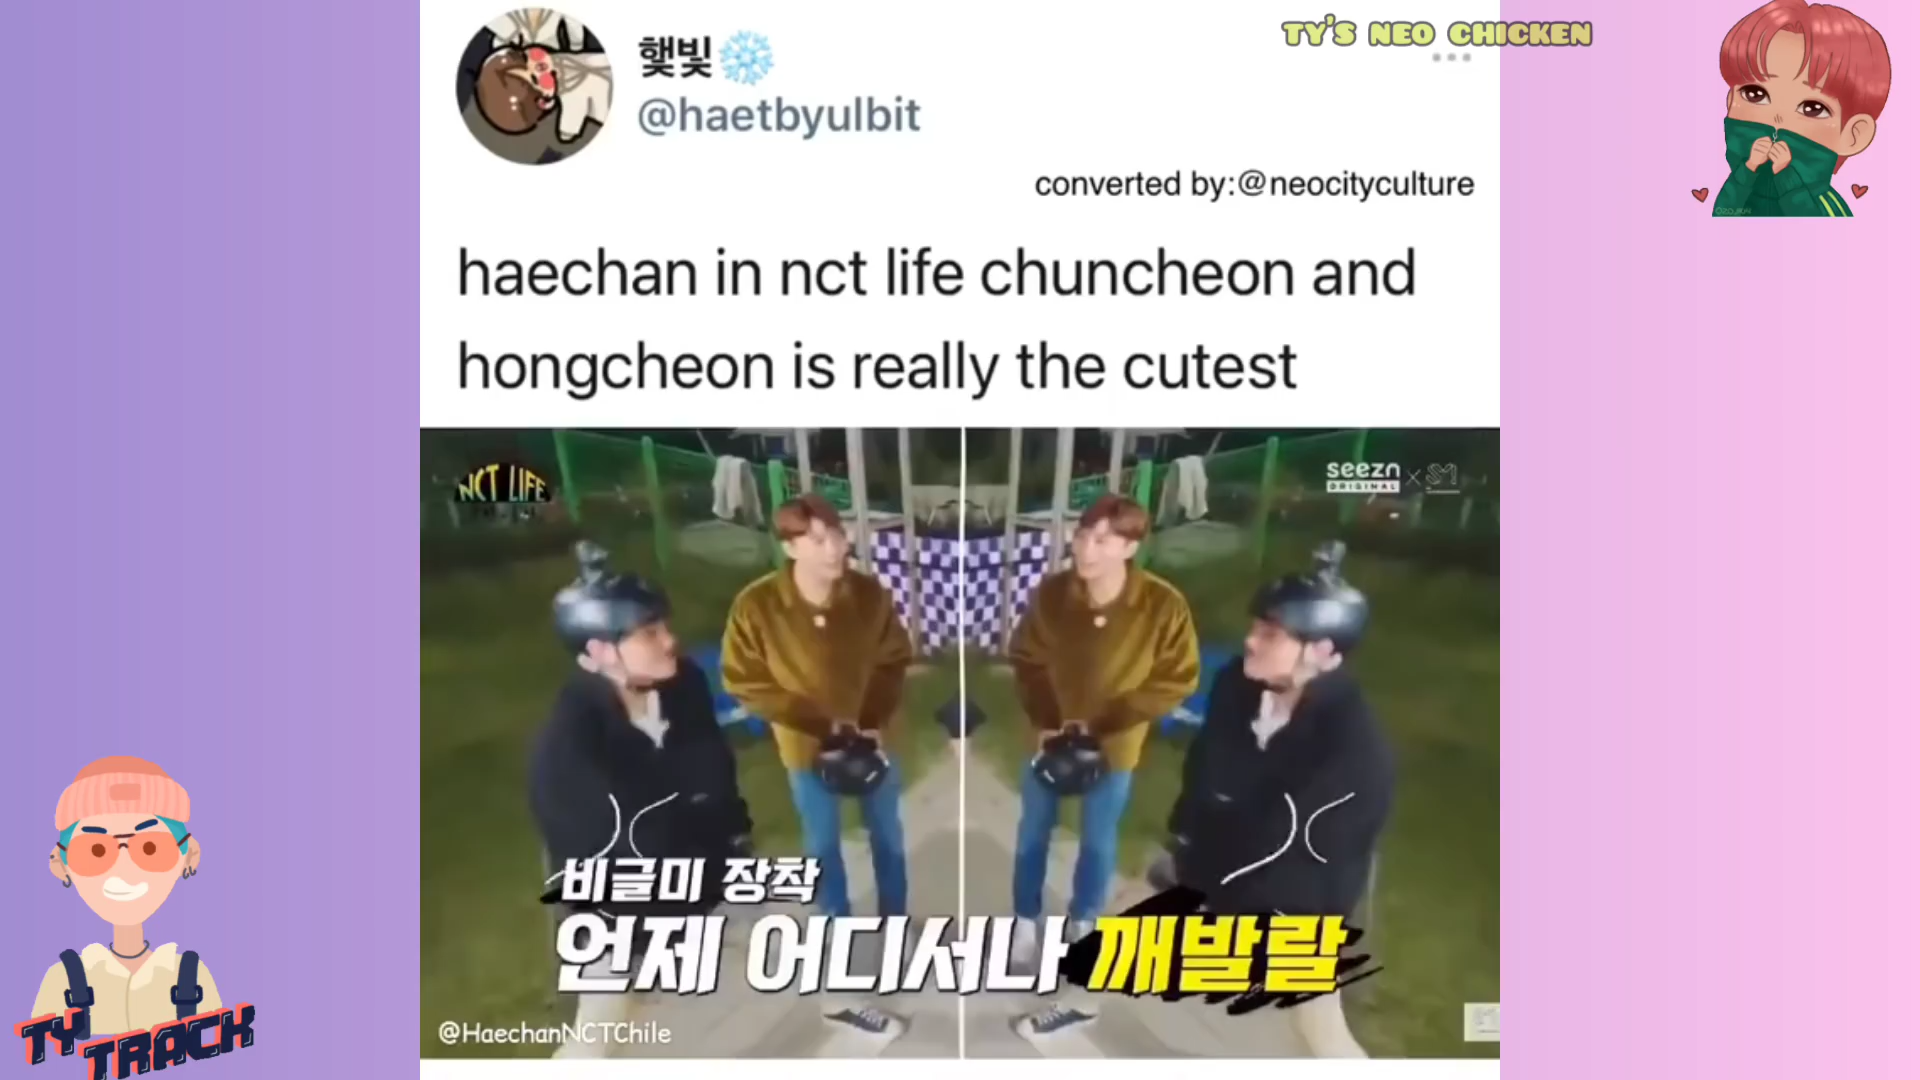 햋빛❄️
@haetbyulbit
TY'S NEO CHICKEN
converted by:@neocityculture
haechan in nct life chuncheon and
hongcheon is really the cutest
NCT LIFE
seezn
ORIGINAL
비글미 장착
언제 어디서나 깨발랄
@HaechanNCTChile
TY TRACK